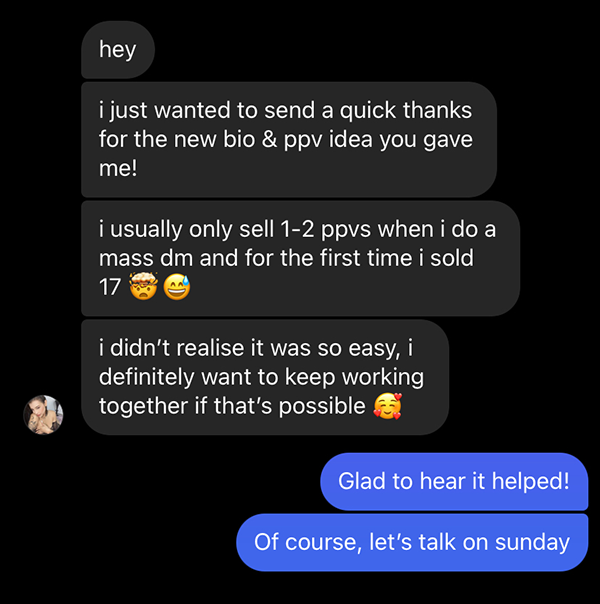 hey
i just wanted to send a quick thanks
for the new bio & ppv idea you gave
me!
i usually only sell 1-2 ppvs when i do a
mass dm and for the first time i sold
17 🤯😅
i didn’t realise it was so easy, i
definitely want to keep working
together if that’s possible 🥰
Glad to hear it helped!
Of course, let’s talk on sunday